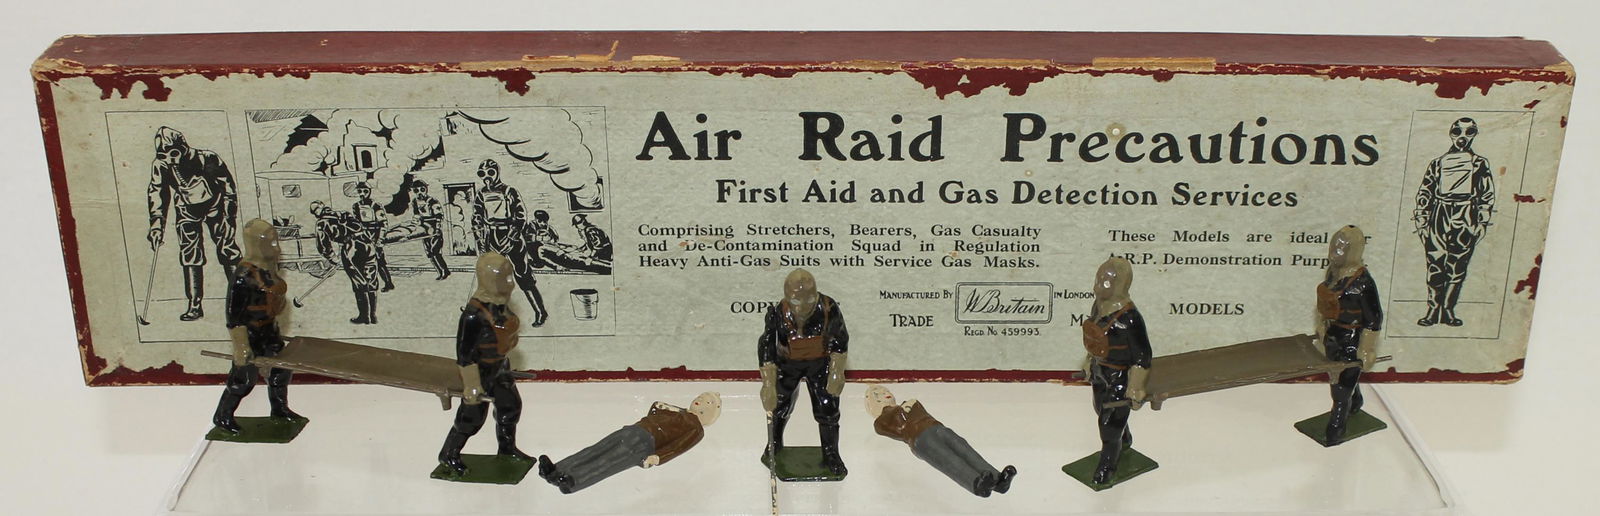 Air Raid Precautions
First Aid and Gas Detection Services
Comprising Stretchers, Bearers, Gas Casualty
and De-Contamination Squad in Regulation
Heavy Anti-Gas Suits with Service Gas Masks.
These Models are ideal
A.R.P. Demonstration
MANUFACTURED BY W Britain IN LONDON
TRADE
REGD. No. 459993.
MODELS